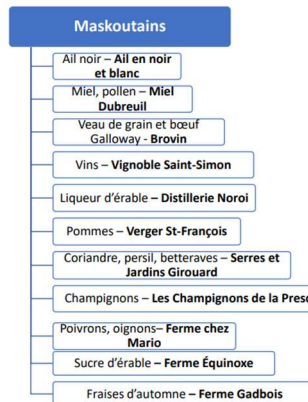 Maskoutains
Ail noir – Ail en noir
et blanc
Miel, pollen – Miel
Dubreuil
Veau de grain et bœuf
Galloway - Brovin
Vins – Vignoble Saint-Simon
Liqueur d'érable – Distillerie Noroi
Pommes – Verger St-François
Coriandre, persil, betteraves – Serres et
Jardins Girouard
Champignons – Les Champignons de la
Poivrons, oignons– Ferme chez
Mario
Sucre d'érable – Ferme Équinoxe
Fraises d'automne – Ferme Gadbois